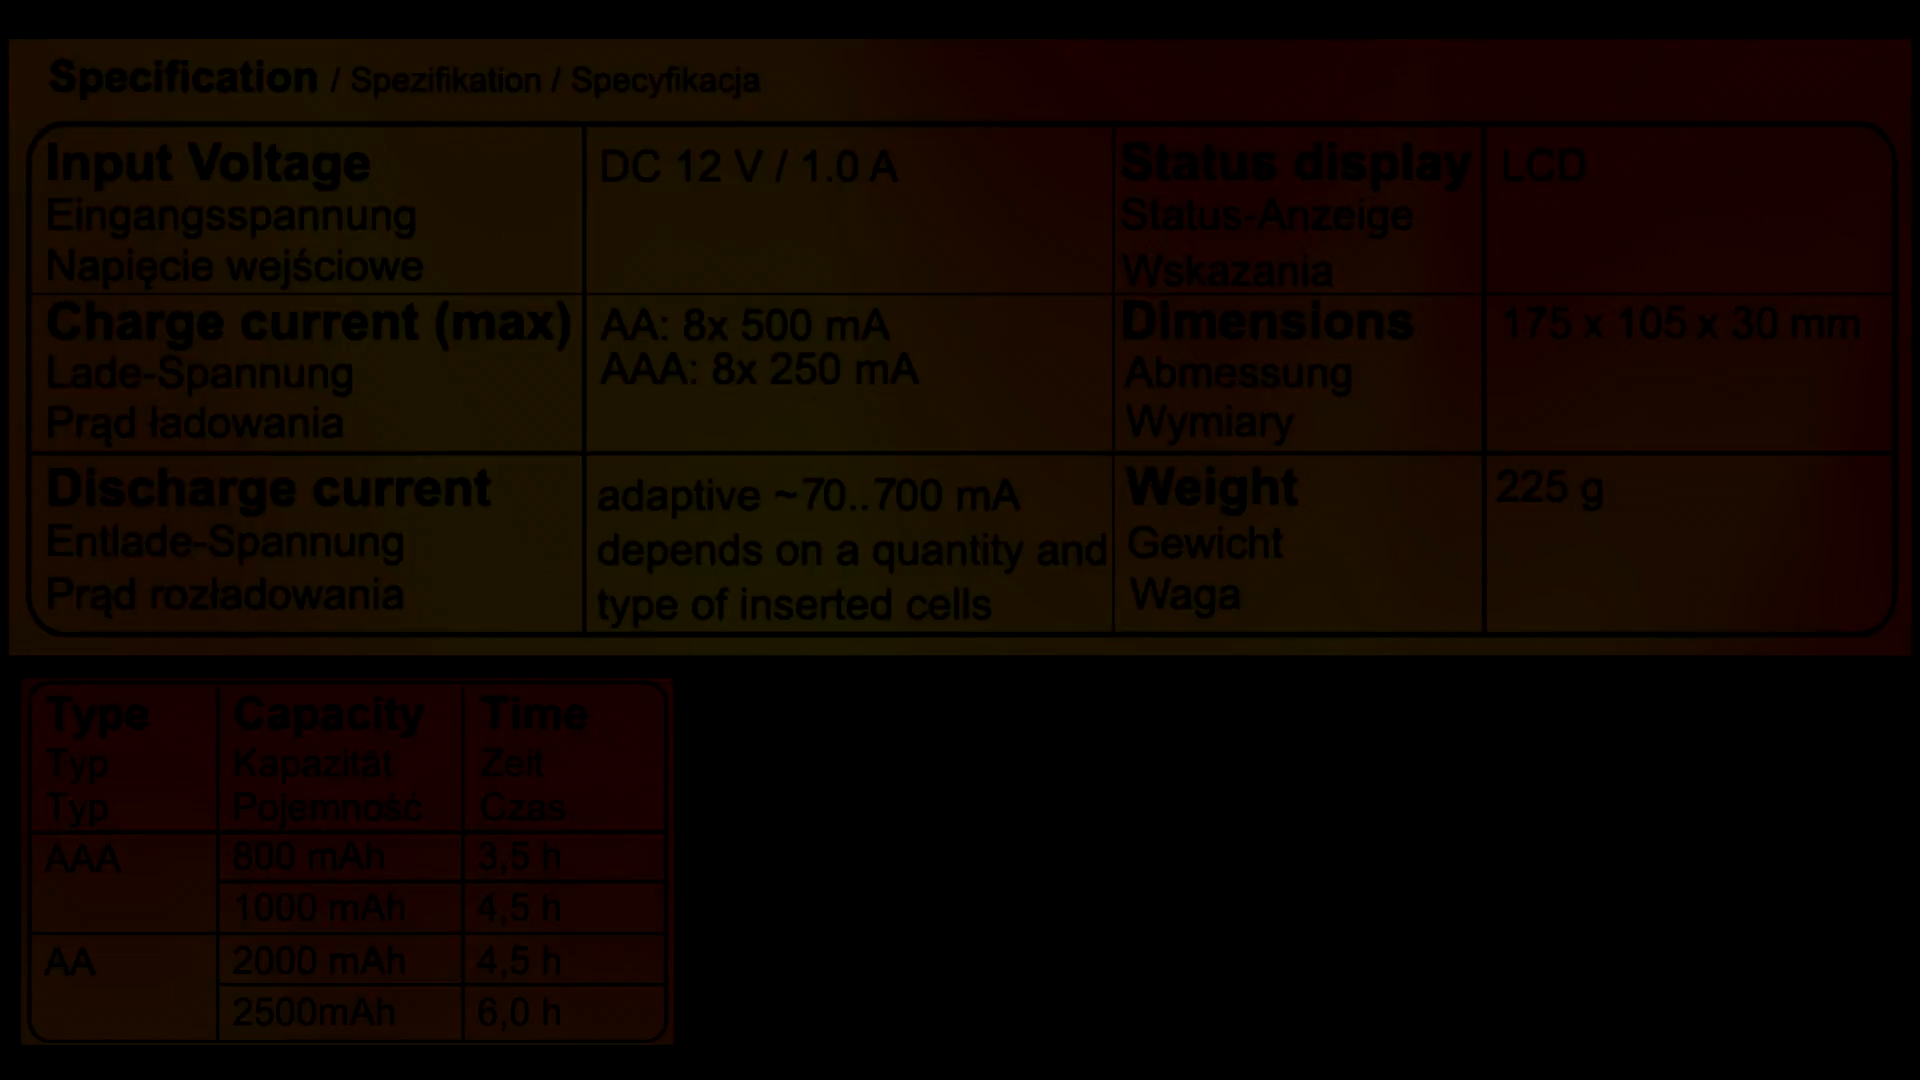 Specification / Spezifikation / Specyfikacja
Input Voltage
Eingangsspannung
Napięcie wejściowe
DC 12 V / 1.0 A
Status display
Status-Anzeige
Wskazania
LCD
Charge current (max)
Lade-Spannung
Prąd ładowania
AA: 8x 500 mA
AAA: 8x 250 mA
Dimensions
Abmessung
Wymiary
175 x 105 x 30 mm
Discharge current
Entlade-Spannung
Prąd rozładowania
adaptive ~70..700 mA
depends on a quantity and
type of inserted cells
Weight
Gewicht
Waga
225 g
Type Capacity Time
Typ Kapazität Zeit
Typ Pojemność Czas
AAA 800 mAh 3,5 h
1000 mAh 4,5 h
AA 2000 mAh 4,5 h
2500mAh 6,0 h